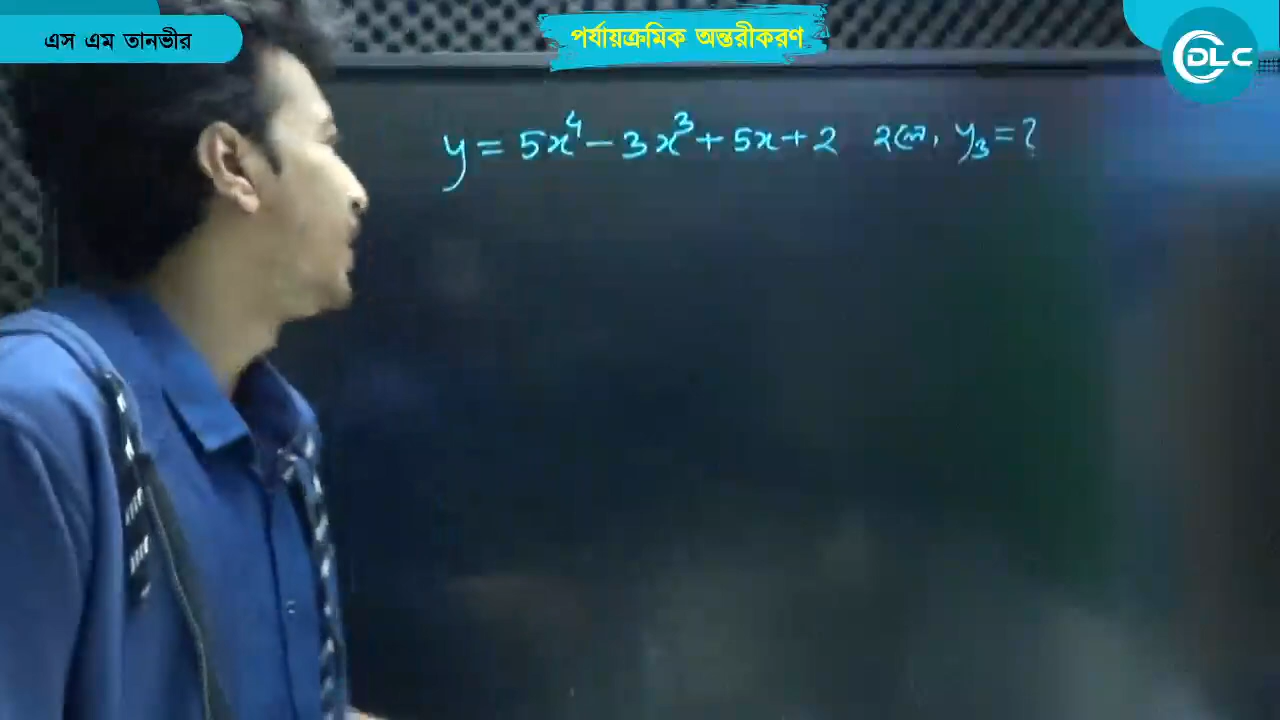 এস এম তানভীর
পর্যায়ক্রমিক অন্তরীকরণ
DLC
y = 5x⁴ − 3x³ + 5x + 2 হলে, y₃ = ?